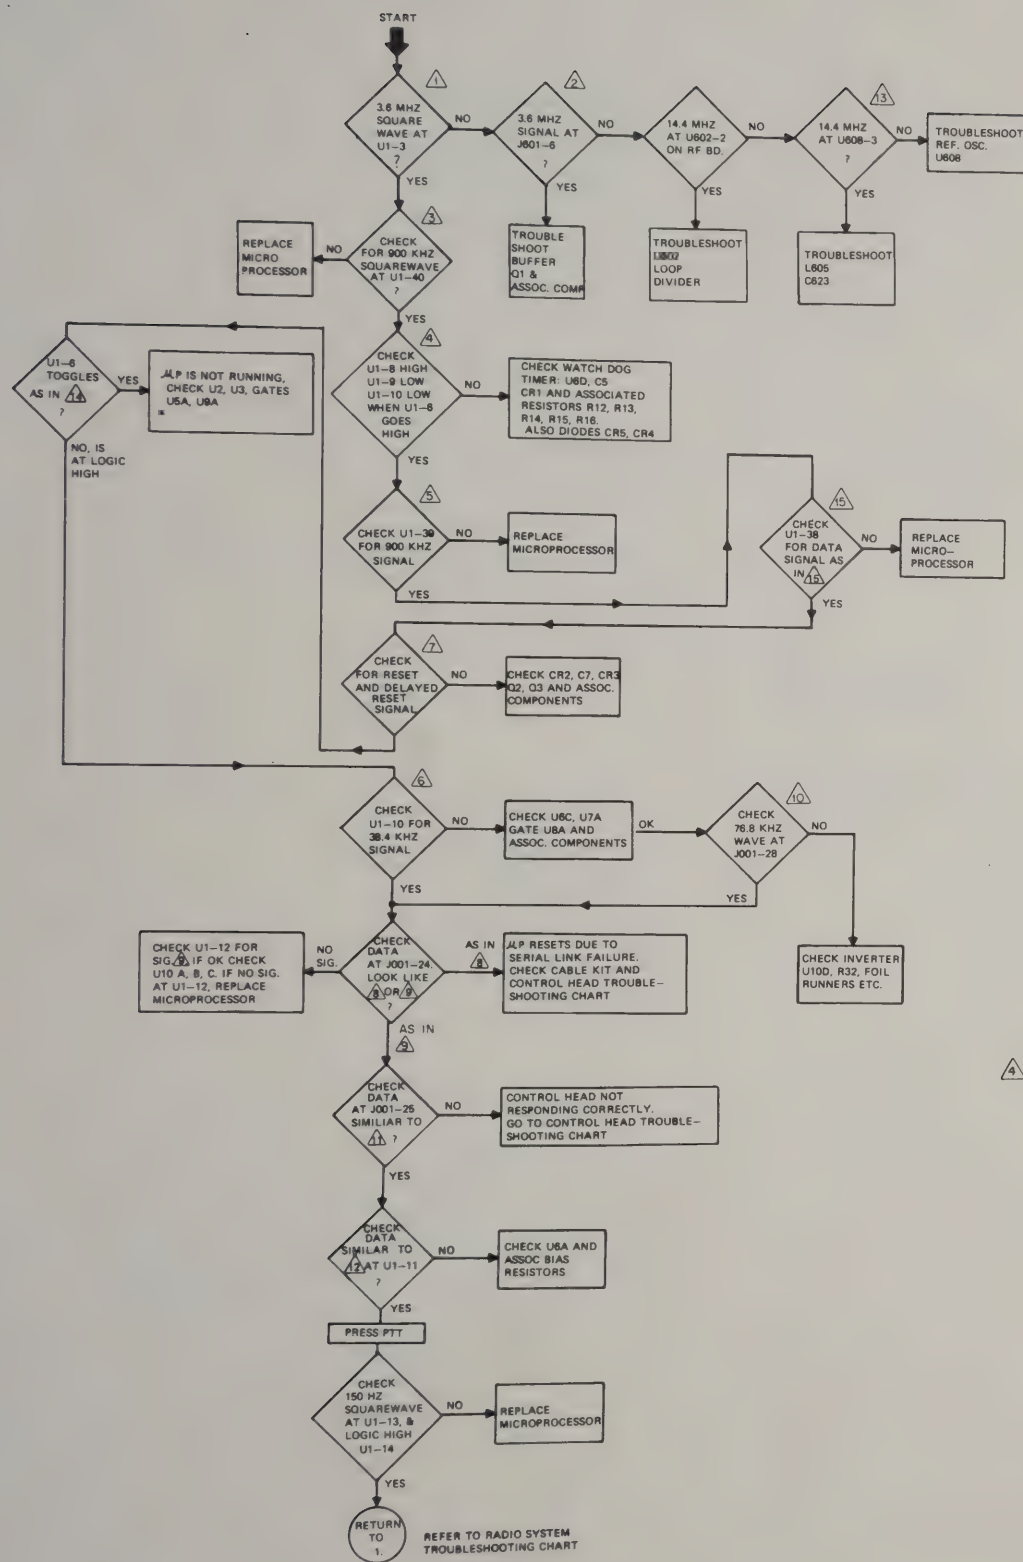 START
1
3.6 MHZ
SQUARE
WAVE AT
U1-3
?
NO
YES
2
3.6 MHZ
SIGNAL AT
J601-6
?
NO
YES
14.4 MHZ
AT U602-2
ON RF BD.
NO
YES
13
14.4 MHZ
AT U608-3
?
NO
YES
TROUBLESHOOT
REF. OSC.
U608
TROUBLE
SHOOT
BUFFER
Q1 &
ASSOC. COMP
TROUBLESHOOT
U602
LOOP
DIVIDER
TROUBLESHOOT
L605
C623
3
CHECK
FOR 900 KHZ
SQUAREWAVE
AT U1-40
?
NO
YES
REPLACE
MICRO
PROCESSOR
4
CHECK
U1-8 HIGH
U1-9 LOW
U1-10 LOW
WHEN U1-6
GOES
HIGH
NO
YES
CHECK WATCH DOG
TIMER: U6D, C5
CR1 AND ASSOCIATED
RESISTORS R12, R13,
R14, R15, R16.
ALSO DIODES CR5, CR4
U1-6
TOGGLES
AS IN 14
?
YES
NO, IS
AT LOGIC
HIGH
μP IS NOT RUNNING,
CHECK U2, U3, GATES
U5A, U9A
*
5
CHECK U1-39
FOR 900 KHZ
SIGNAL
NO
YES
REPLACE
MICROPROCESSOR
15
CHECK
U1-38
FOR DATA
SIGNAL AS
IN 15
NO
YES
REPLACE
MICRO-
PROCESSOR
7
CHECK
FOR RESET
AND DELAYED
RESET
SIGNAL
NO
CHECK CR2, C7, CR3
Q2, Q3 AND ASSOC.
COMPONENTS
6
CHECK
U1-10 FOR
38.4 KHZ
SIGNAL
NO
YES
CHECK U6C, U7A
GATE U8A AND
ASSOC. COMPONENTS
OK
10
CHECK
76.8 KHZ
WAVE AT
J001-28
NO
YES
CHECK INVERTER
U10D, R32, FOIL
RUNNERS ETC.
CHECK
DATA
AT J001-24.
LOOK LIKE
8 OR 9
?
NO
SIG.
CHECK U1-12 FOR
SIG. 9 IF OK CHECK
U10 A, B, C. IF NO SIG.
AT U1-12, REPLACE
MICROPROCESSOR
AS IN
8
μP RESETS DUE TO
SERIAL LINK FAILURE.
CHECK CABLE KIT AND
CONTROL HEAD TROUBLE-
SHOOTING CHART
AS IN
9
CHECK
DATA
AT J001-25
SIMILIAR TO
11 ?
NO
YES
CONTROL HEAD NOT
RESPONDING CORRECTLY.
GO TO CONTROL HEAD TROUBLE-
SHOOTING CHART
4
CHECK
DATA
SIMILAR TO
12 AT U1-11
?
NO
YES
CHECK U6A AND
ASSOC BIAS
RESISTORS
PRESS PTT
CHECK
150 HZ
SQUAREWAVE
AT U1-13, &
LOGIC HIGH
U1-14
NO
YES
REPLACE
MICROPROCESSOR
RETURN
TO
1.
REFER TO RADIO SYSTEM
TROUBLESHOOTING CHART